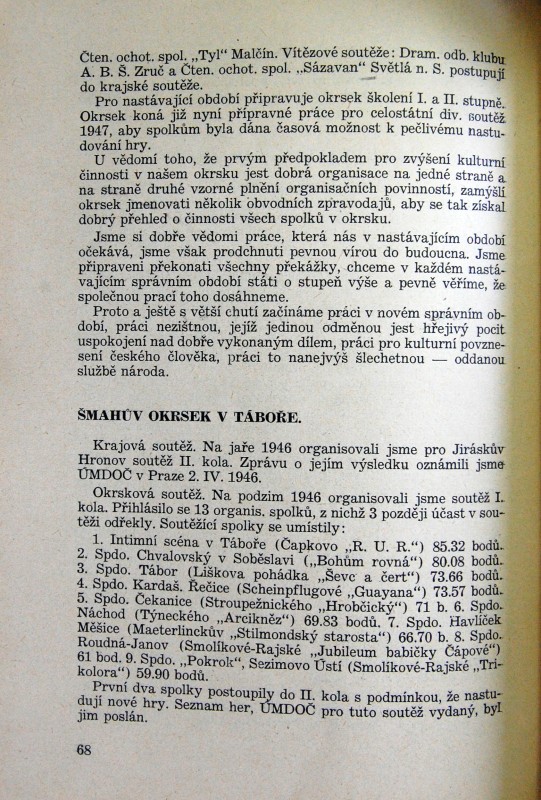 Čten. ochot. spol. „Tyl“ Malčín. Vítězové soutěže: Dram. odb. klubu
A. B. Š. Zruč a Čten. ochot. spol. „Sázavan“ Světlá n. S. postupují
do krajské soutěže.
Pro nastávající období připravuje okrsek školení I. a II. stupně.
Okrsek koná již nyní přípravné práce pro celostátní div. soutěž
1947, aby spolkům byla dána časová možnost k pečlivému nastu-
dování hry.
U vědomí toho, že prvým předpokladem pro zvýšení kulturní
činnosti v našem okrsku jest dobrá organisace na jedné straně a
na straně druhé vzorné plnění organisačních povinností, zamýšlí
okrsek jmenovati několik obvodních zpravodajů, aby se tak získal
dobrý přehled o činnosti všech spolků v okrsku.
Jsme si dobře vědomi práce, která nás v nastávajícím období
očekává, jsme však prodchnuti pevnou vírou do budoucna. Jsme
připraveni překonati všechny překážky, chceme v každém nastá-
vajícím správním období státi o stupeň výše a pevně věříme, že
společnou prací toho dosáhneme.
Proto a ještě s větší chutí začínáme práci v novém správním ob-
dobí, práci nezištnou, jejíž jedinou odměnou jest hřejivý pocit
uspokojení nad dobře vykonaným dílem, práci pro kulturní povzne-
sení českého člověka, práci to nanejvýš šlechetnou — oddanou
službě národa.
ŠMAHŮV OKRSEK V TÁBOŘE.
Krajová soutěž. Na jaře 1946 organisovali jsme pro Jiráskův
Hronov soutěž II. kola. Zprávu o jejím výsledku oznámili jsme
ÚMDOČ v Praze 2. IV. 1946.
Okrsková soutěž. Na podzim 1946 organisovali jsme soutěž I.
kola. Přihlásilo se 13 organis. spolků, z nichž 3 později účast v sou-
těži odřekly. Soutěžící spolky se umístily:
1. Intimní scéna v Táboře (Čapkovo „R. U. R.“) 85.32 bodů.
2. Spdo. Chvalovský v Soběslavi („Bohům rovná“) 80.08 bodů.
3. Spdo. Tábor (Liškova pohádka „Švec a čert“) 73.66 bodů.
4. Spdo. Kardaš. Řečice (Scheinpflugové „Guayana“) 73.57 bodů.
5. Spdo. Čekanice (Stroupežnického „Hrobčický“) 71 b. 6. Spdo.
Náchod (Týneckého „Arcikněz“) 69.83 bodů. 7. Spdo. Havlíček
Měšice (Maeterlinckův „Stilmondský starosta“) 66.70 b. 8. Spdo.
Roudná-Janov (Smolíkové-Rajské „Jubileum babičky Čápové“)
61 bod. 9. Spdo. „Pokrok“, Sezimovo Ústí (Smolíkové-Rajské „Tri-
kolora“) 59.90 bodů.
První dva spolky postoupily do II. kola s podmínkou, že nastu-
dují nové hry. Seznam her, ÚMDOČ pro tuto soutěž vydaný, byl
jim poslán.
68